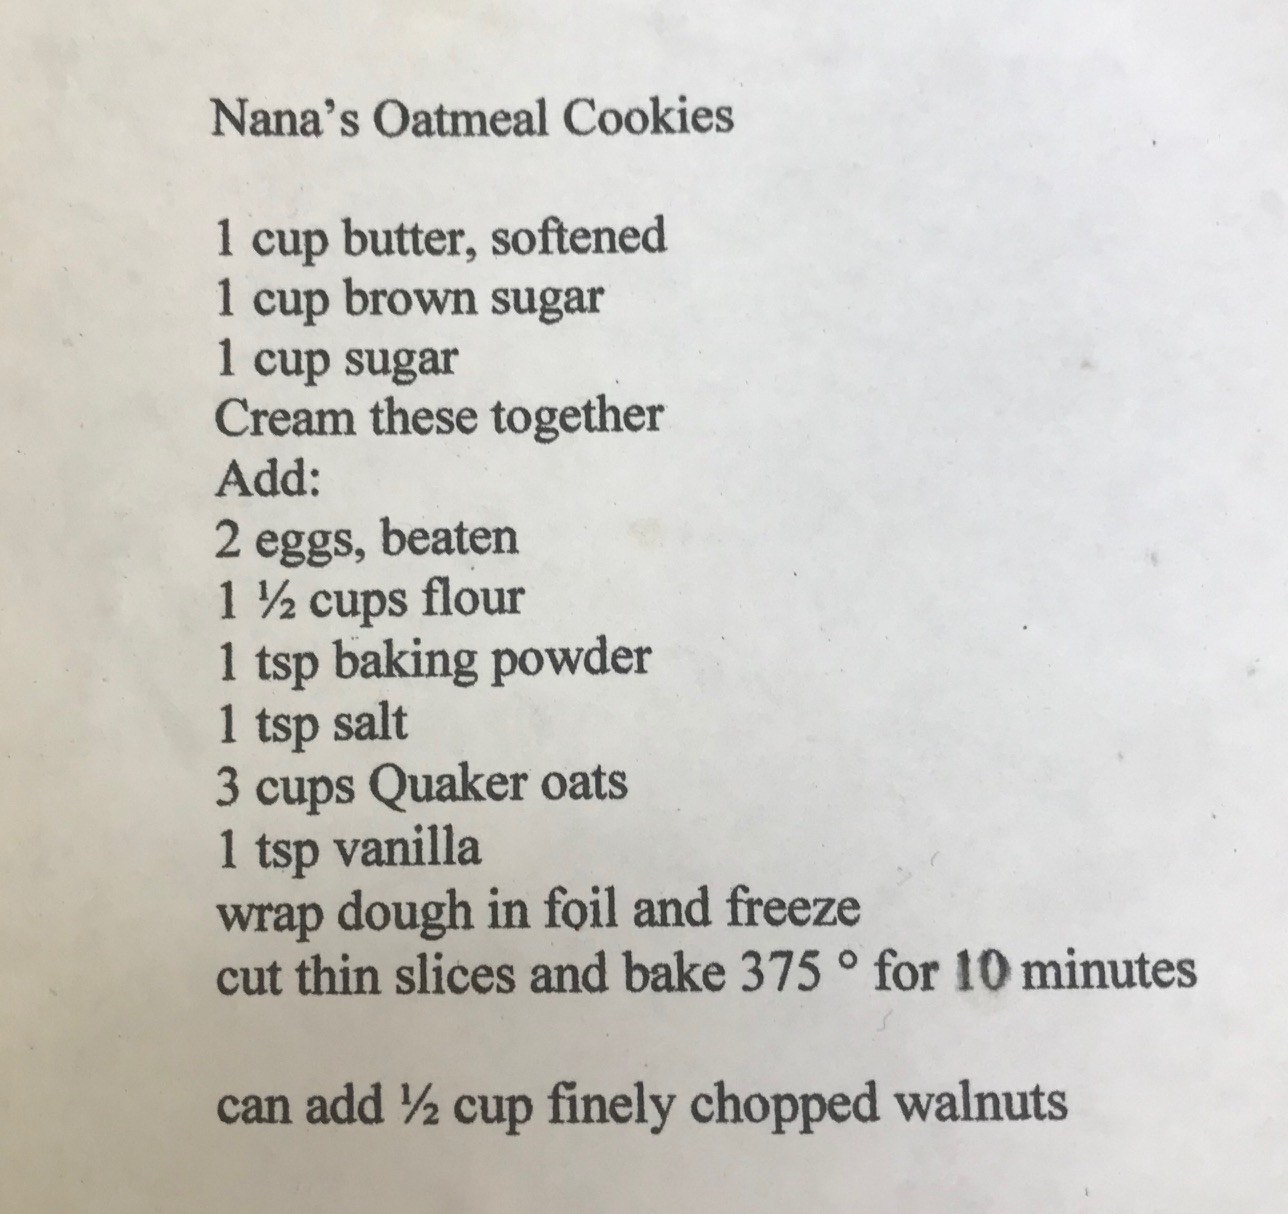 Nana’s Oatmeal Cookies
1 cup butter, softened
1 cup brown sugar
1 cup sugar
Cream these together
Add:
2 eggs, beaten
1 ½ cups flour
1 tsp baking powder
1 tsp salt
3 cups Quaker oats
1 tsp vanilla
wrap dough in foil and freeze
cut thin slices and bake 375 ° for 10 minutes
can add ½ cup finely chopped walnuts